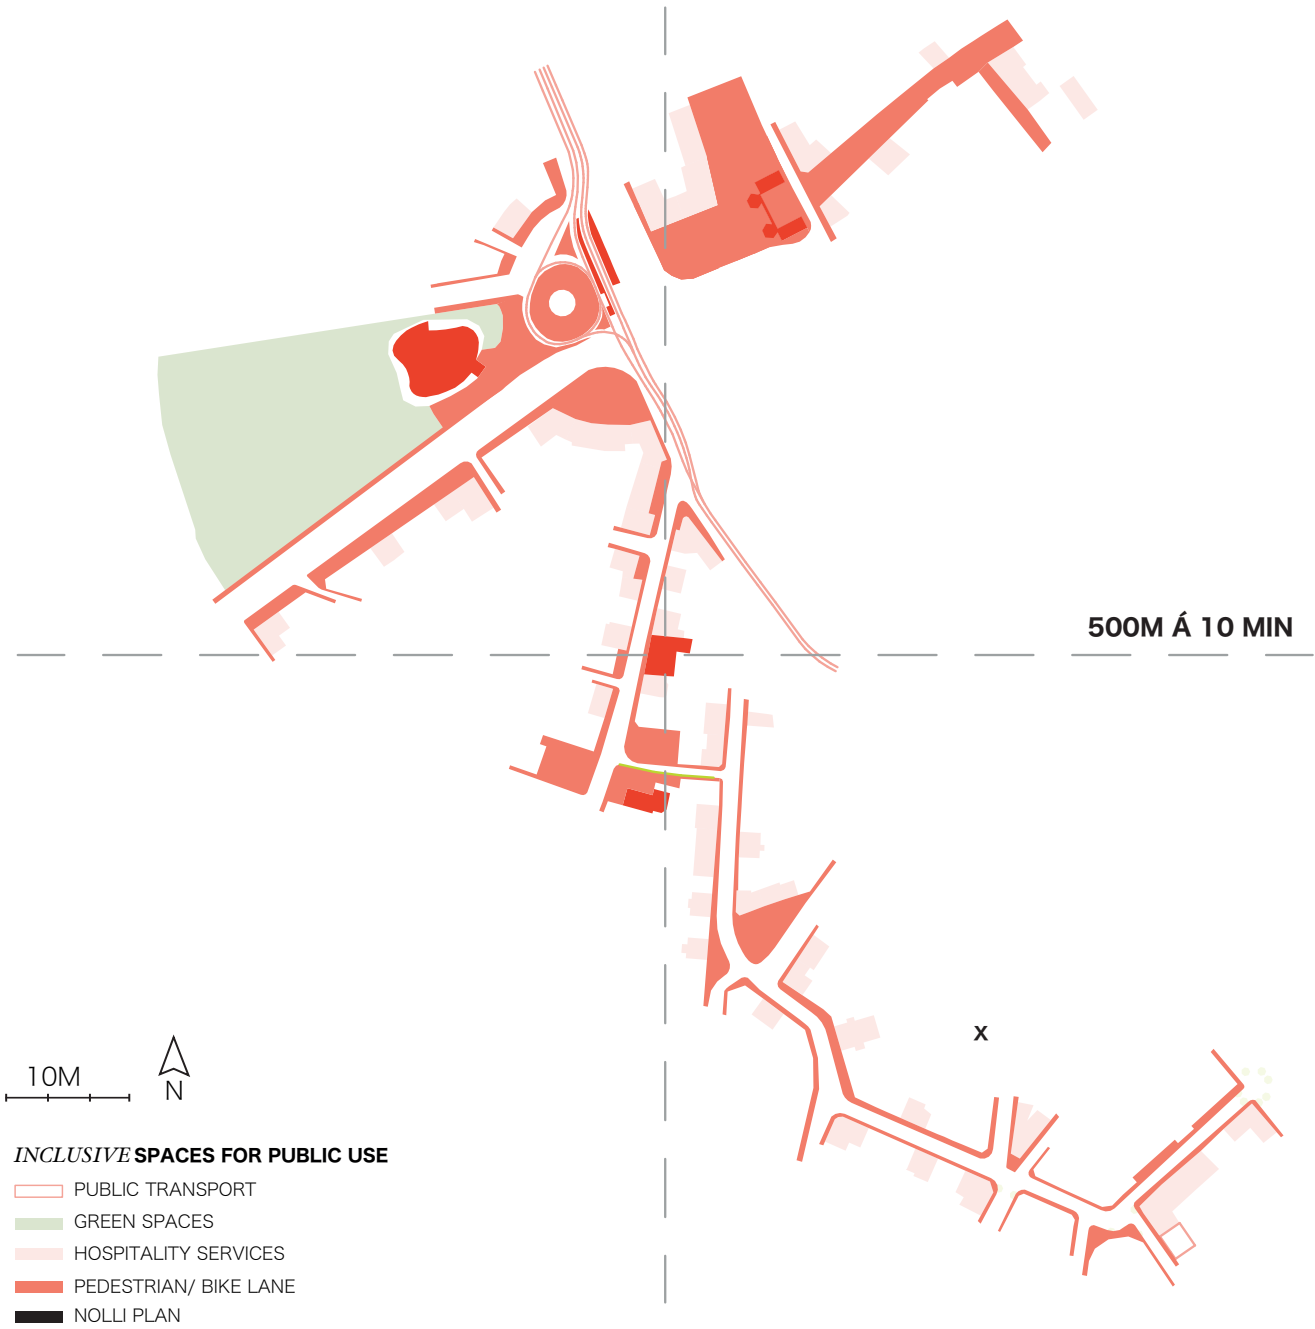 500M Á 10 MIN
X
10M
N
INCLUSIVE SPACES FOR PUBLIC USE
PUBLIC TRANSPORT
GREEN SPACES
HOSPITALITY SERVICES
PEDESTRIAN/ BIKE LANE
NOLLI PLAN